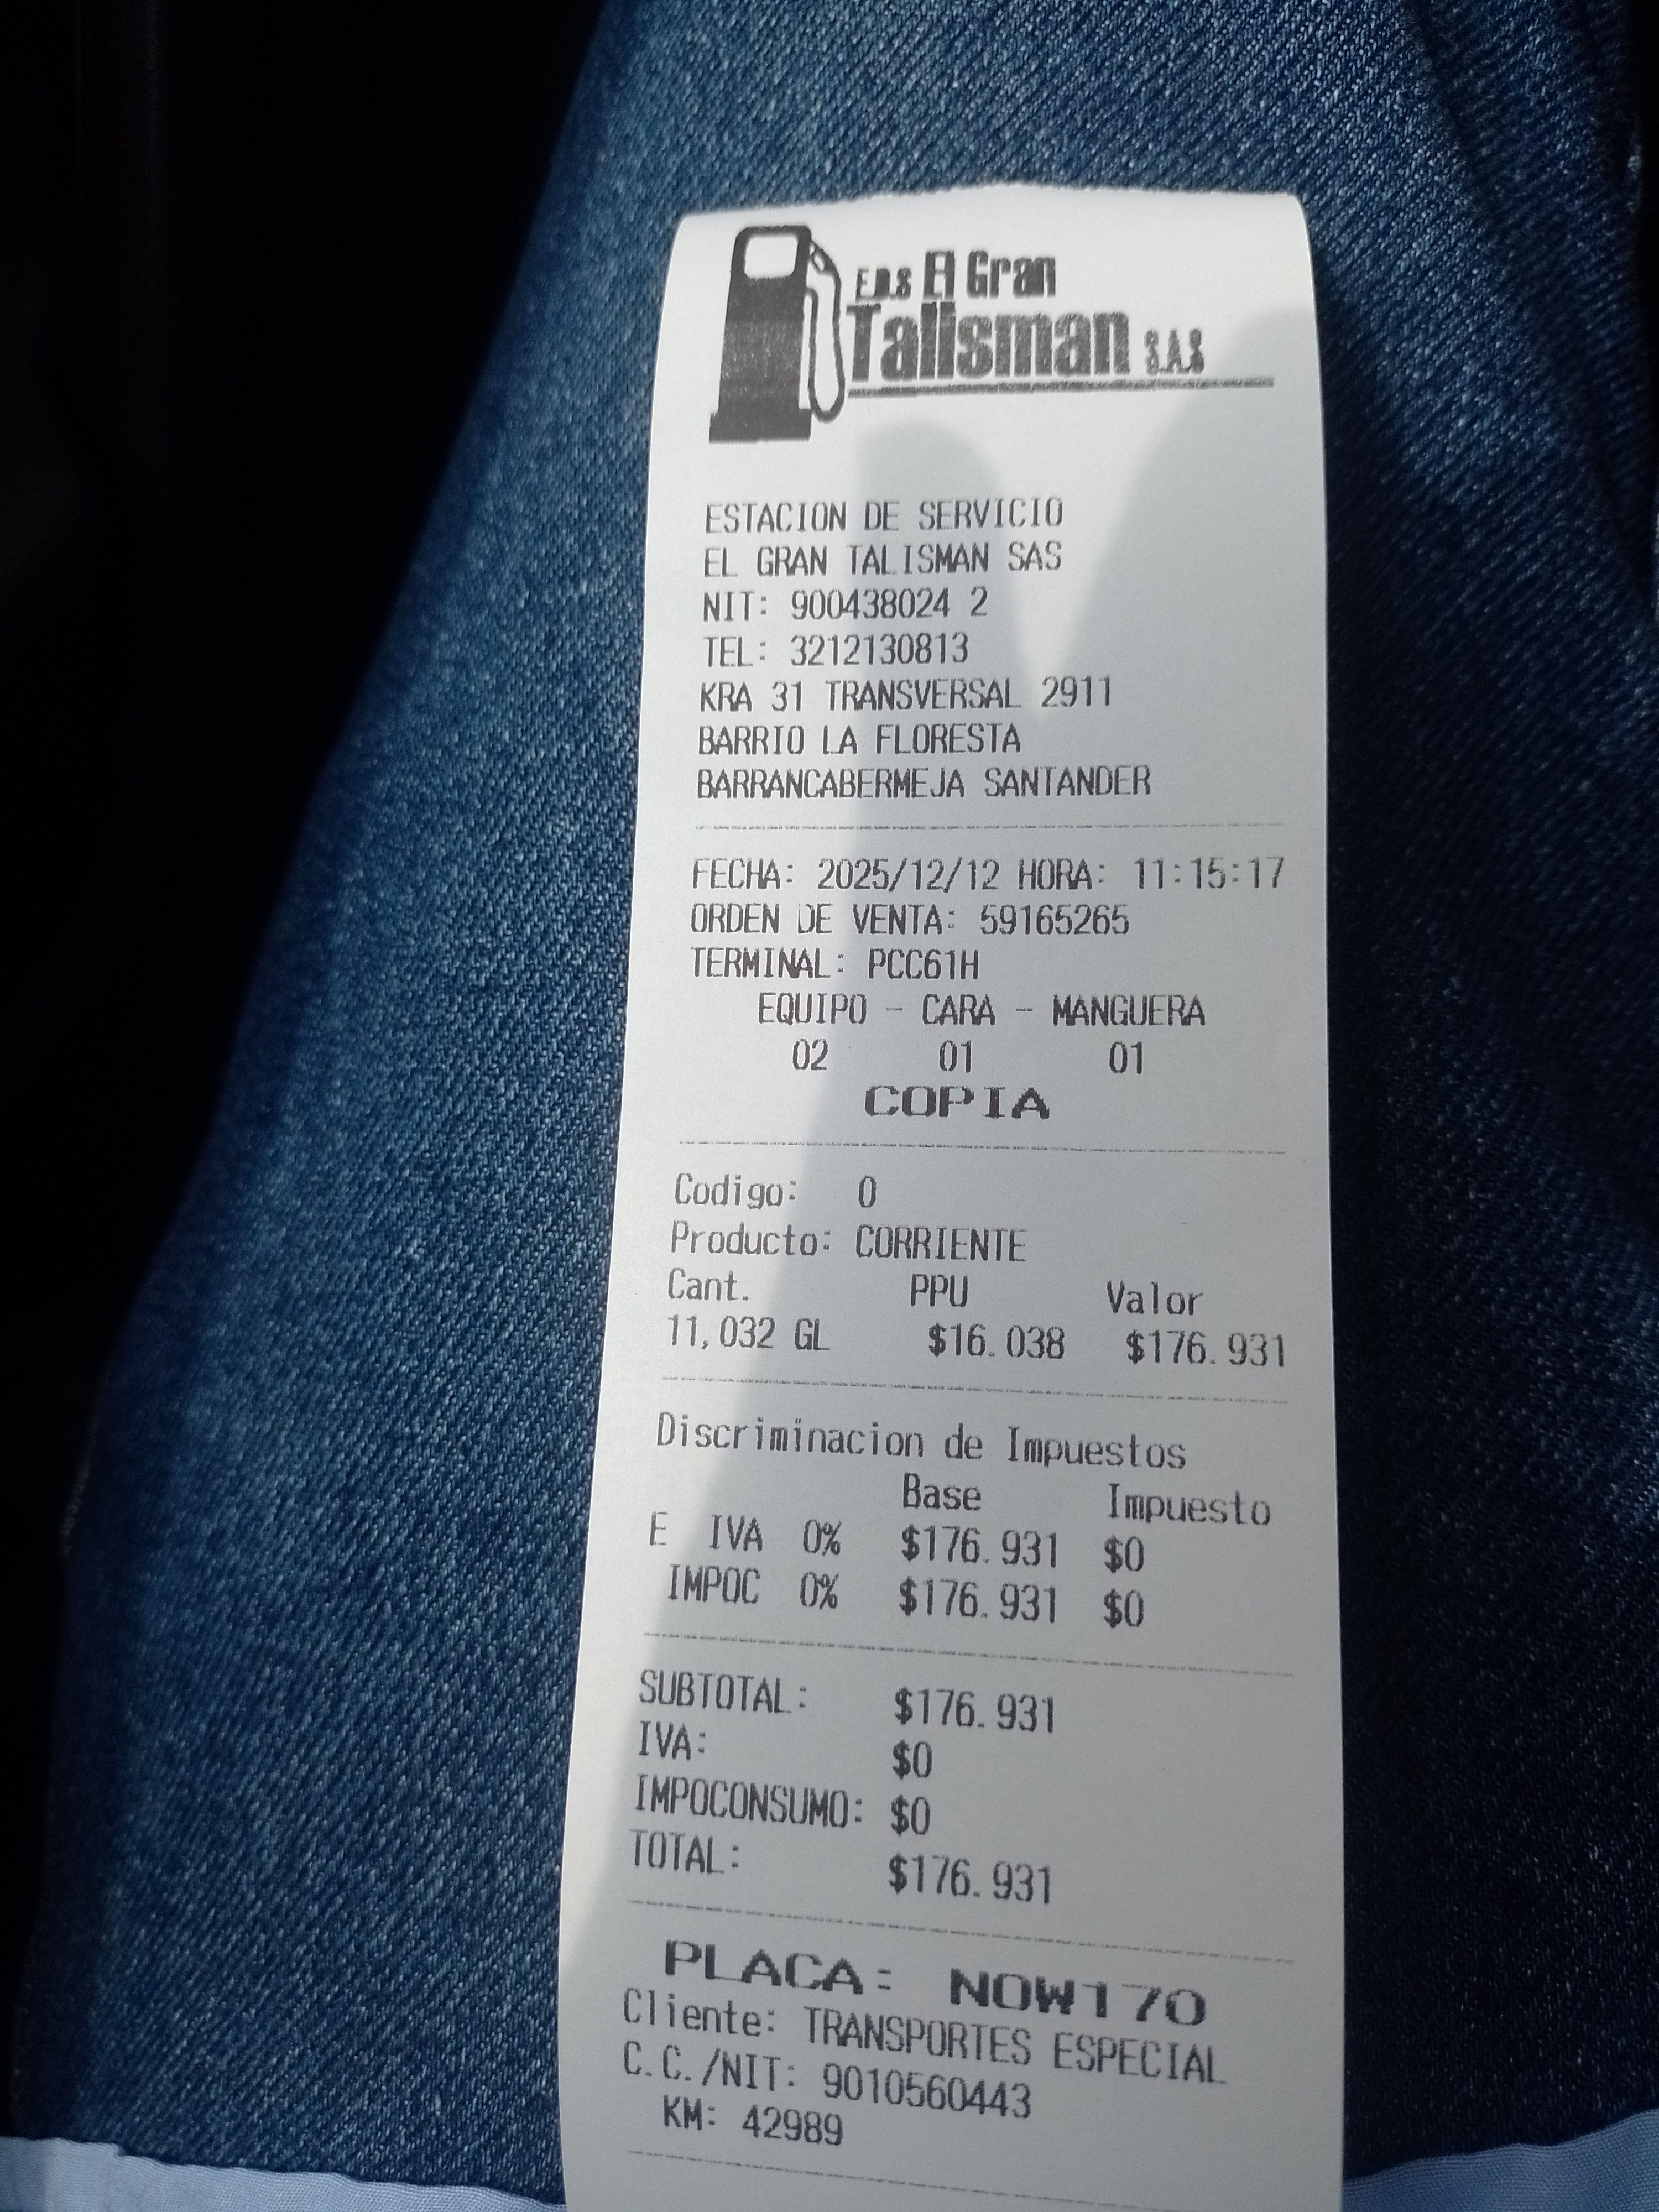 E.D.S El Gran
Talisman S.A.S
ESTACION DE SERVICIO
EL GRAN TALISMAN SAS
NIT: 900438024 2
TEL: 3212130813
KRA 31 TRANSVERSAL 2911
BARRIO LA FLORESTA
BARRANCABERMEJA SANTANDER
FECHA: 2025/12/12 HORA: 11:15:17
ORDEN DE VENTA: 59165265
TERMINAL: PCC61H
EQUIPO - CARA - MANGUERA
02 01 01
COPIA
Codigo: 0
Producto: CORRIENTE
Cant. PPU Valor
11,032 GL $16.038 $176.931
Discriminacion de Impuestos
Base Impuesto
E IVA 0% $176.931 $0
IMPOC 0% $176.931 $0
SUBTOTAL: $176.931
IVA: $0
IMPOCONSUMO: $0
TOTAL: $176.931
PLACA: NOW170
Cliente: TRANSPORTES ESPECIAL
C.C./NIT: 9010560443
KM: 42989